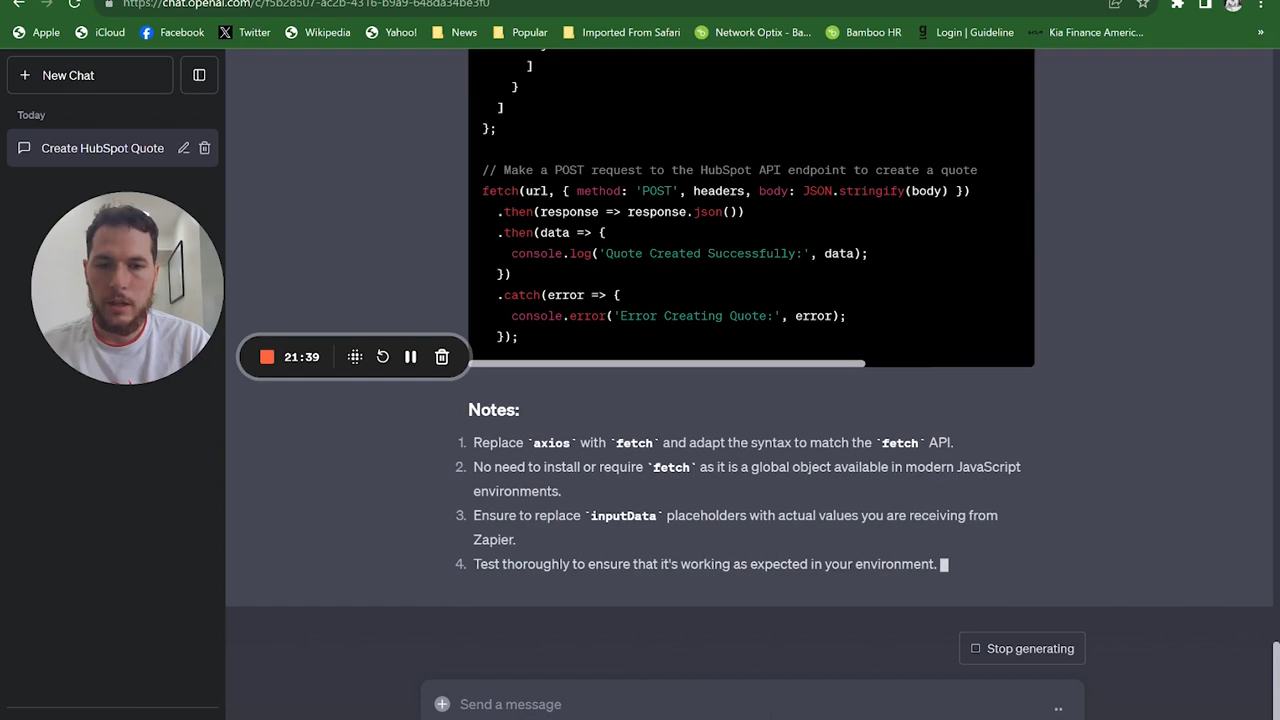 https://chat.openai.com/c/f5b28507-ac2b-4316-b9a9-648da34be3f0
Apple iCloud Facebook Twitter Wikipedia Yahoo! News Popular Imported From Safari Network Optix - Ba... Bamboo HR Login | Guideline Kia Finance Americ... »
+ New Chat
Today
Create HubSpot Quote
]
}
]
};
// Make a POST request to the HubSpot API endpoint to create a quote
fetch(url, { method: 'POST', headers, body: JSON.stringify(body) })
.then(response => response.json())
.then(data => {
console.log('Quote Created Successfully:', data);
})
.catch(error => {
console.error('Error Creating Quote:', error);
});
21:39
Notes:
1. Replace `axios` with `fetch` and adapt the syntax to match the `fetch` API.
2. No need to install or require `fetch` as it is a global object available in modern JavaScript
environments.
3. Ensure to replace `inputData` placeholders with actual values you are receiving from
Zapier.
4. Test thoroughly to ensure that it's working as expected in your environment.
Stop generating
Send a message